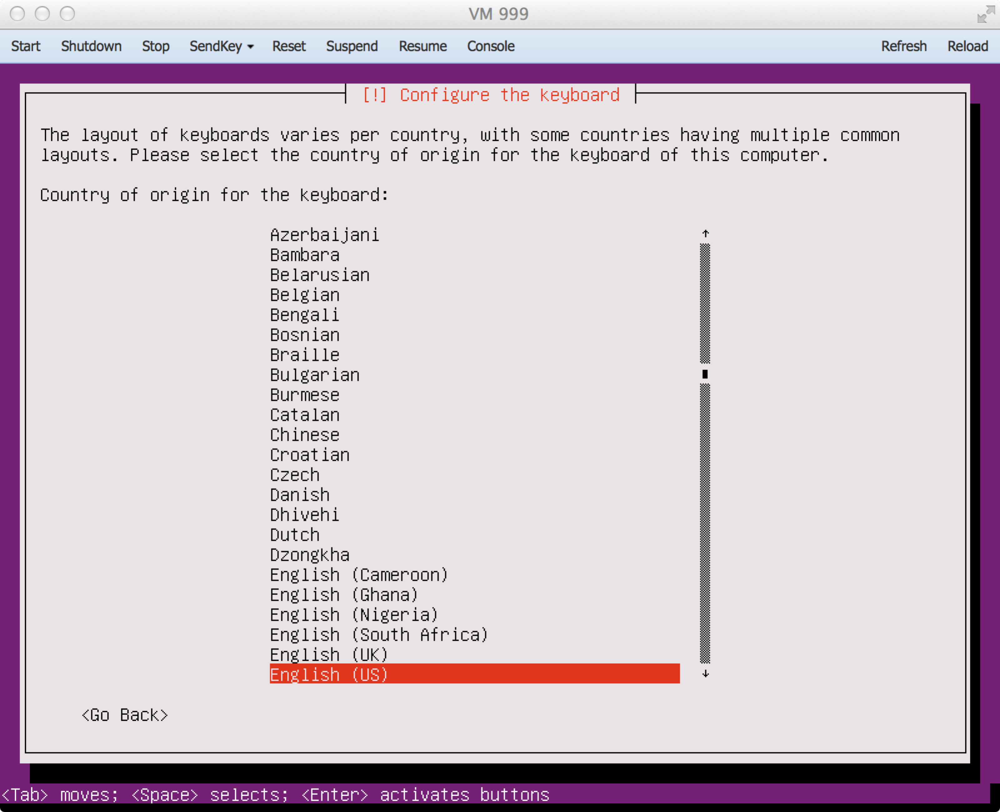 VM 999
Start Shutdown Stop SendKey Reset Suspend Resume Console Refresh Reload
[!] Configure the keyboard
The layout of keyboards varies per country, with some countries having multiple common
layouts. Please select the country of origin for the keyboard of this computer.
Country of origin for the keyboard:
Azerbaijani
Bambara
Belarusian
Belgian
Bengali
Bosnian
Braille
Bulgarian
Burmese
Catalan
Chinese
Croatian
Czech
Danish
Dhivehi
Dutch
Dzongkha
English (Cameroon)
English (Ghana)
English (Nigeria)
English (South Africa)
English (UK)
English (US)
<Go Back>
<Tab> moves; <Space> selects; <Enter> activates buttons